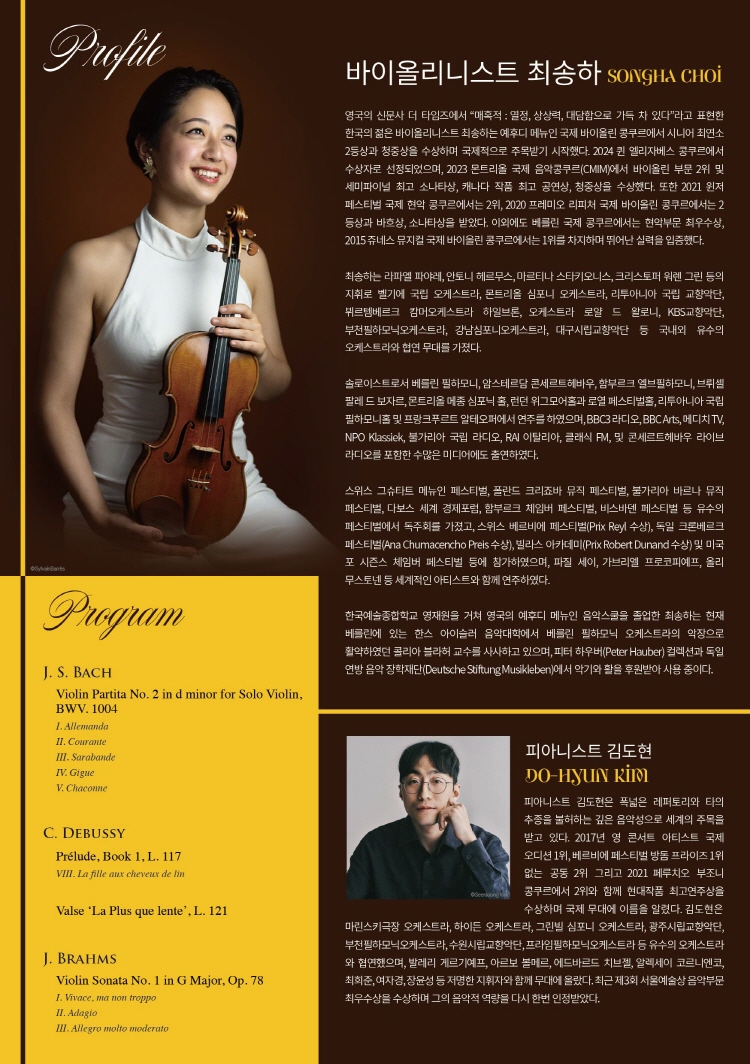 Profile
바이올리니스트 최송하 SONGHA CHOI
영국의 신문사 더 타임즈에서 “매혹적 : 열정, 상상력, 대담함으로 가득 차 있다”라고 표현한
한국의 젊은 바이올리니스트 최송하는 예후디 메뉴인 국제 바이올린 콩쿠르에서 시니어 최연소
2등상과 청중상을 수상하며 국제적으로 주목받기 시작했다. 2024 퀸 엘리자베스 콩쿠르에서
수상자로 선정되었으며, 2023 몬트리올 국제 음악콩쿠르(CMIM)에서 바이올린 부문 2위 및
세미파이널 최고 소나타상, 캐나다 작품 최고 공연상, 청중상을 수상했다. 또한 2021 윈저
페스티벌 국제 현악 콩쿠르에서는 2위, 2020 프레미오 리피처 국제 바이올린 콩쿠르에서는 2
등상과 바흐상, 소나타상을 받았다. 이외에도 베를린 국제 콩쿠르에서는 현악부문 최우수상,
2015 쥬네스 뮤지컬 국제 바이올린 콩쿠르에서는 1위를 차지하며 뛰어난 실력을 입증했다.
최송하는 라파엘 파야레, 안토니 헤르무스, 마르티나 스타키오니스, 크리스토퍼 워렌 그린 등의
지휘로 벨기에 국립 오케스트라, 몬트리올 심포니 오케스트라, 리투아니아 국립 교향악단,
뷔르템베르크 캄머오케스트라 하일브론, 오케스트라 로얄 드 왈로니, KBS교향악단,
부천필하모닉오케스트라, 강남심포니오케스트라, 대구시립교향악단 등 국내외 유수의
오케스트라와 협연 무대를 가졌다.
솔로이스트로서 베를린 필하모니, 암스테르담 콘세르트헤바우, 함부르크 엘브필하모니, 브뤼셀
팔레 드 보자르, 몬트리올 메종 심포닉 홀, 런던 위그모어홀과 로열 페스티벌홀, 리투아니아 국립
필하모니홀 및 프랑크푸르트 알테오퍼에서 연주를 하였으며, BBC3 라디오, BBC Arts, 메디치 TV,
NPO Klassiek, 불가리아 국립 라디오, RAI 이탈리아, 클래식 FM, 및 콘세르트헤바우 라이브
라디오를 포함한 수많은 미디어에도 출연하였다.
스위스 그슈타트 메뉴인 페스티벌, 폴란드 크리죠바 뮤직 페스티벌, 불가리아 바르나 뮤직
페스티벌, 다보스 세계 경제포럼, 함부르크 체임버 페스티벌, 비스바덴 페스티벌 등 유수의
페스티벌에서 독주회를 가졌고, 스위스 베르비에 페스티벌(Prix Reyl 수상), 독일 크론베르크
페스티벌(Ana Chumacencho Preis 수상), 빌라스 아카데미(Prix Robert Dunand 수상) 및 미국
포 시즌스 체임버 페스티벌 등에 참가하였으며, 파질 세이, 가브리엘 프로코피에프, 올리
무스토넨 등 세계적인 아티스트와 함께 연주하였다.
한국예술종합학교 영재원을 거쳐 영국의 예후디 메뉴인 음악스쿨을 졸업한 최송하는 현재
베를린에 있는 한스 아이슬러 음악대학에서 베를린 필하모닉 오케스트라의 악장으로
활약하였던 콜리아 블라허 교수를 사사하고 있으며, 피터 하우버(Peter Hauber) 컬렉션과 독일
연방 음악 장학재단(Deutsche Stiftung Musikleben)에서 악기와 활을 후원받아 사용 중이다.
©SylvainBarrès
Program
J. S. BACH
Violin Partita No. 2 in d minor for Solo Violin,
BWV. 1004
I. Allemanda
II. Courante
III. Sarabande
IV. Gigue
V. Chaconne
C. DEBUSSY
Prélude, Book 1, L. 117
VIII. La fille aux cheveux de lin
Valse ‘La Plus que lente’, L. 121
J. BRAHMS
Violin Sonata No. 1 in G Major, Op. 78
I. Vivace, ma non troppo
II. Adagio
III. Allegro molto moderato
피아니스트 김도현
DO-HYUN KIM
피아니스트 김도현은 폭넓은 레퍼토리와 타의
추종을 불허하는 깊은 음악성으로 세계의 주목을
받고 있다. 2017년 영 콘서트 아티스트 국제
오디션 1위, 베르비에 페스티벌 방돔 프라이즈 1위
없는 공동 2위 그리고 2021 페루치오 부조니
콩쿠르에서 2위와 함께 현대작품 최고연주상을
수상하며 국제 무대에 이름을 알렸다. 김도현은
마린스키극장 오케스트라, 하이든 오케스트라, 그린빌 심포니 오케스트라, 광주시립교향악단,
부천필하모닉오케스트라, 수원시립교향악단, 프라임필하모닉오케스트라 등 유수의 오케스트라
와 협연했으며, 발레리 게르기예프, 아르보 볼메르, 에드바르드 치브젤, 알렉세이 코르니엔코,
최희준, 여자경, 장윤성 등 저명한 지휘자와 함께 무대에 올랐다. 최근 제3회 서울예술상 음악부문
최우수상을 수상하며 그의 음악적 역량을 다시 한번 인정받았다.